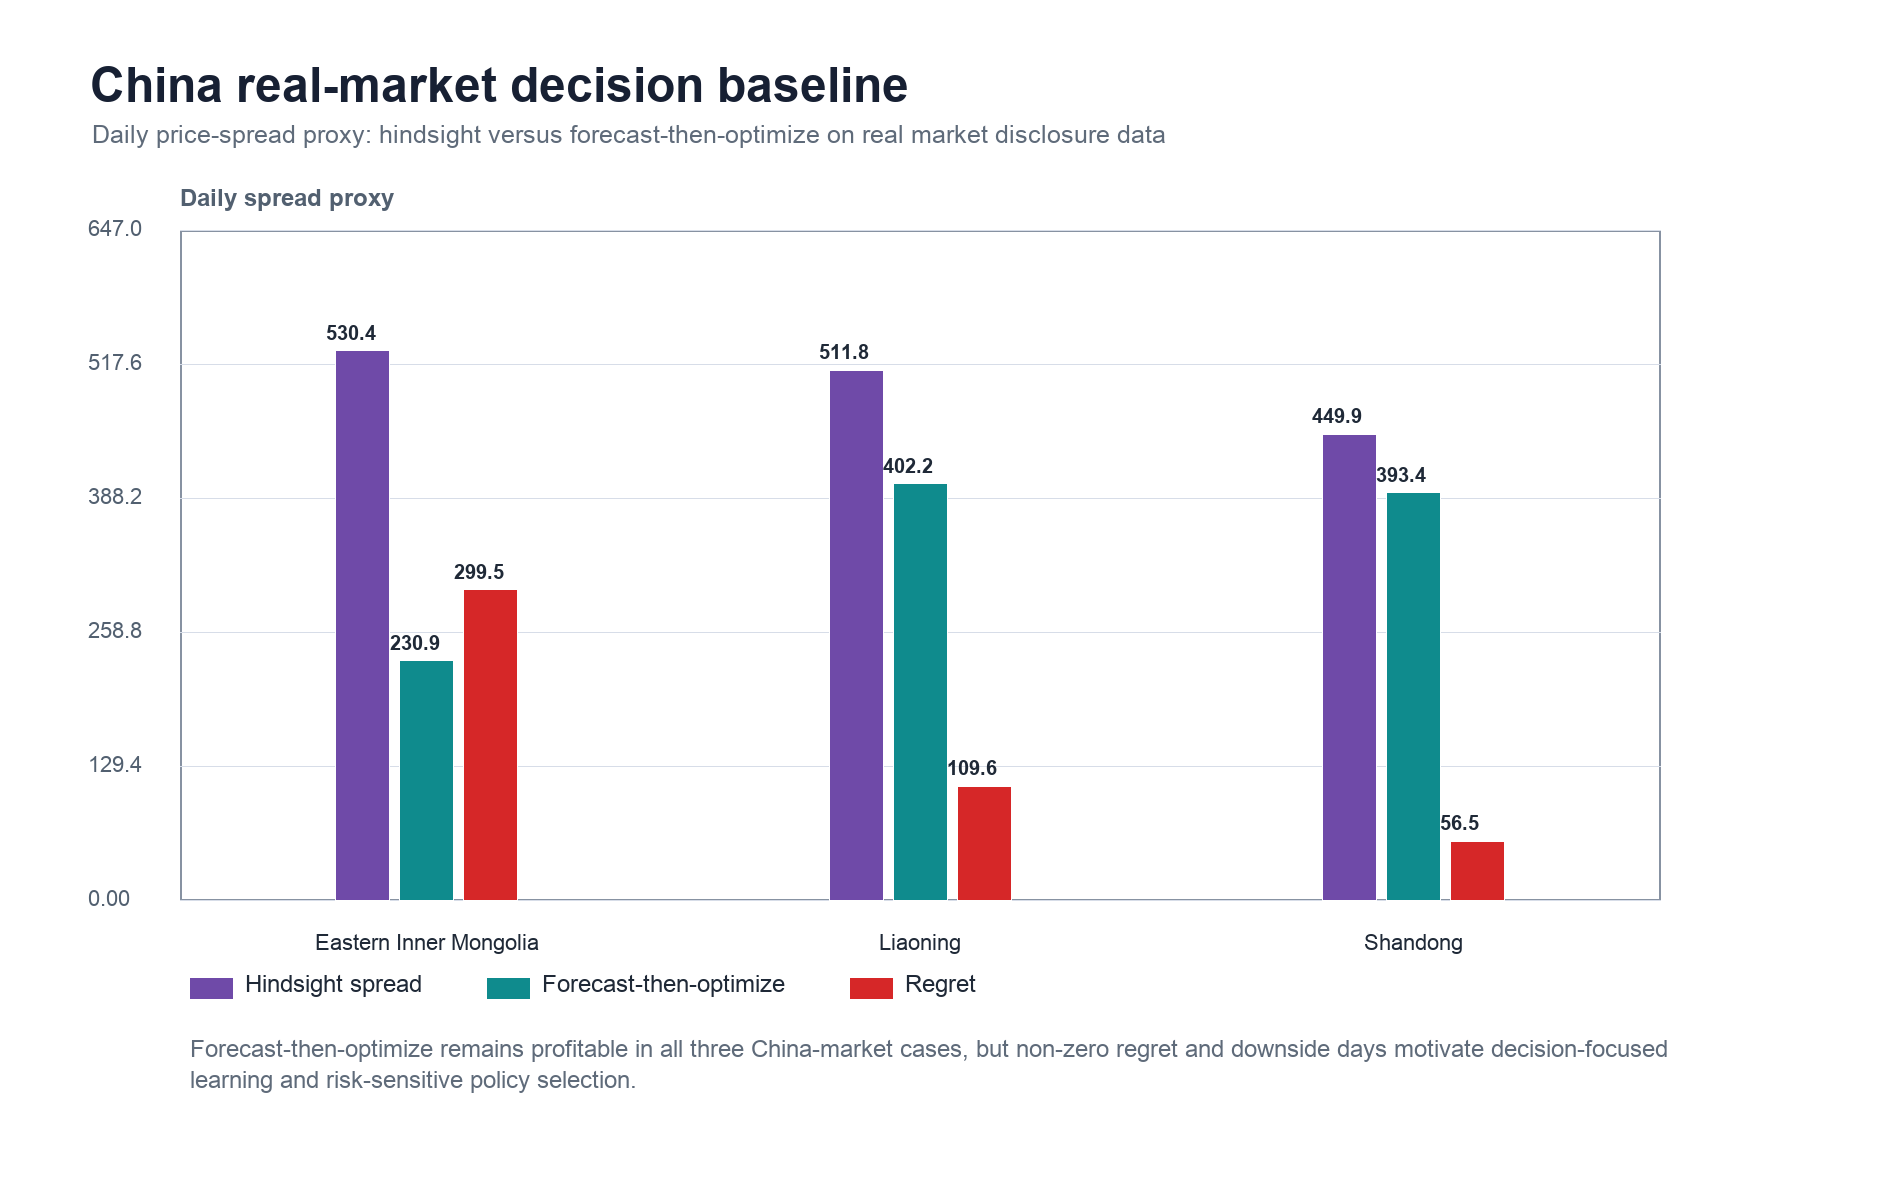 China real-market decision baseline
Daily price-spread proxy: hindsight versus forecast-then-optimize on real market disclosure data
Daily spread proxy
647.0
517.6
388.2
258.8
129.4
0.00
530.4
230.9
299.5
511.8
402.2
109.6
449.9
393.4
56.5
Eastern Inner Mongolia
Liaoning
Shandong
Hindsight spread
Forecast-then-optimize
Regret
Forecast-then-optimize remains profitable in all three China-market cases, but non-zero regret and downside days motivate decision-focused
learning and risk-sensitive policy selection.